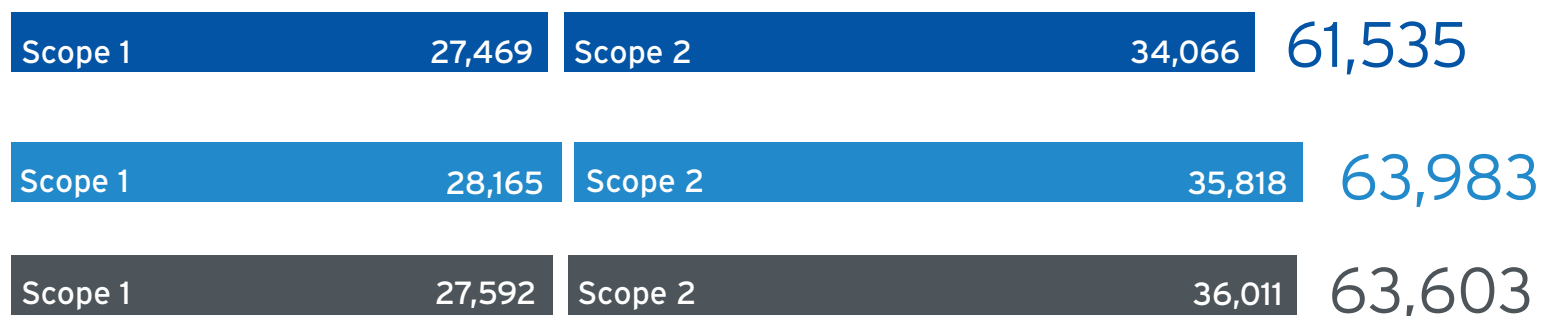 Scope 1 27,469 Scope 2 34,066 61,535
Scope 1 28,165 Scope 2 35,818 63,983
Scope 1 27,592 Scope 2 36,011 63,603